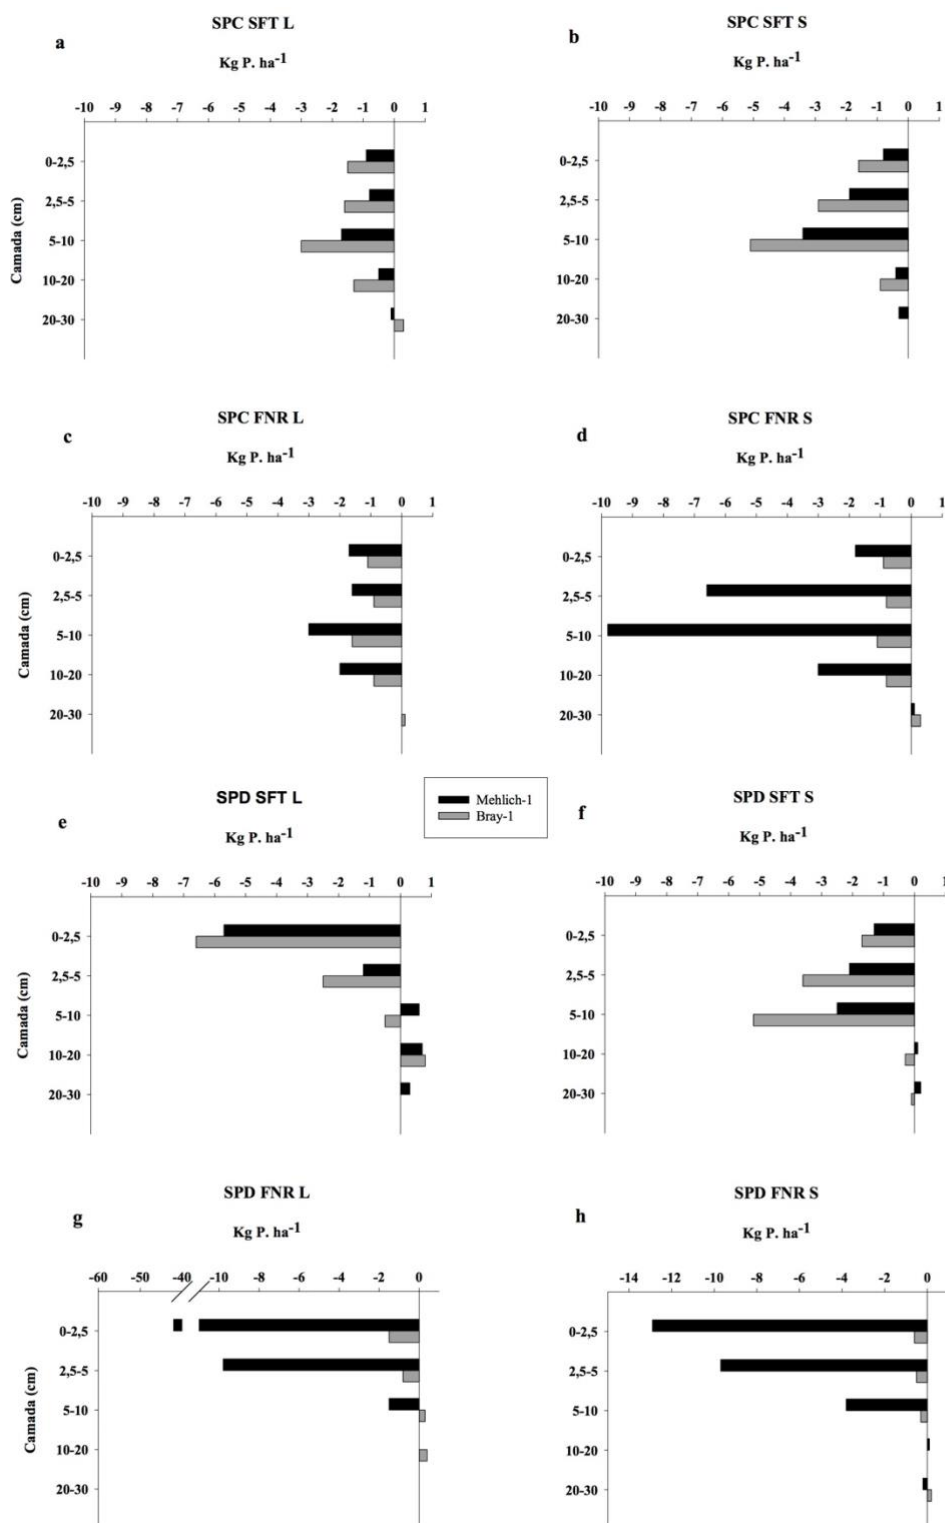 SPC SFT L
a
Kg P. ha-1
-10 -9 -8 -7 -6 -5 -4 -3 -2 -1 0 1
Camada (cm)
0-2,5
2,5-5
5-10
10-20
20-30
SPC SFT S
b
Kg P. ha-1
-10 -9 -8 -7 -6 -5 -4 -3 -2 -1 0 1
0-2,5
2,5-5
5-10
10-20
20-30
SPC FNR L
c
Kg P. ha-1
-10 -9 -8 -7 -6 -5 -4 -3 -2 -1 0 1
Camada (cm)
0-2,5
2,5-5
5-10
10-20
20-30
SPC FNR S
d
Kg P. ha-1
-10 -9 -8 -7 -6 -5 -4 -3 -2 -1 0 1
0-2,5
2,5-5
5-10
10-20
20-30
Mehlich-1
Bray-1
SPD SFT L
e
Kg P. ha-1
-10 -9 -8 -7 -6 -5 -4 -3 -2 -1 0 1
Camada (cm)
0-2,5
2,5-5
5-10
10-20
20-30
SPD SFT S
f
Kg P. ha-1
-10 -9 -8 -7 -6 -5 -4 -3 -2 -1 0 1
0-2,5
2,5-5
5-10
10-20
20-30
SPD FNR L
g
Kg P. ha-1
-60 -50 -40 -10 -8 -6 -4 -2 0
Camada (cm)
0-2,5
2,5-5
5-10
10-20
20-30
SPD FNR S
h
Kg P. ha-1
-14 -12 -10 -8 -6 -4 -2 0
0-2,5
2,5-5
5-10
10-20
20-30